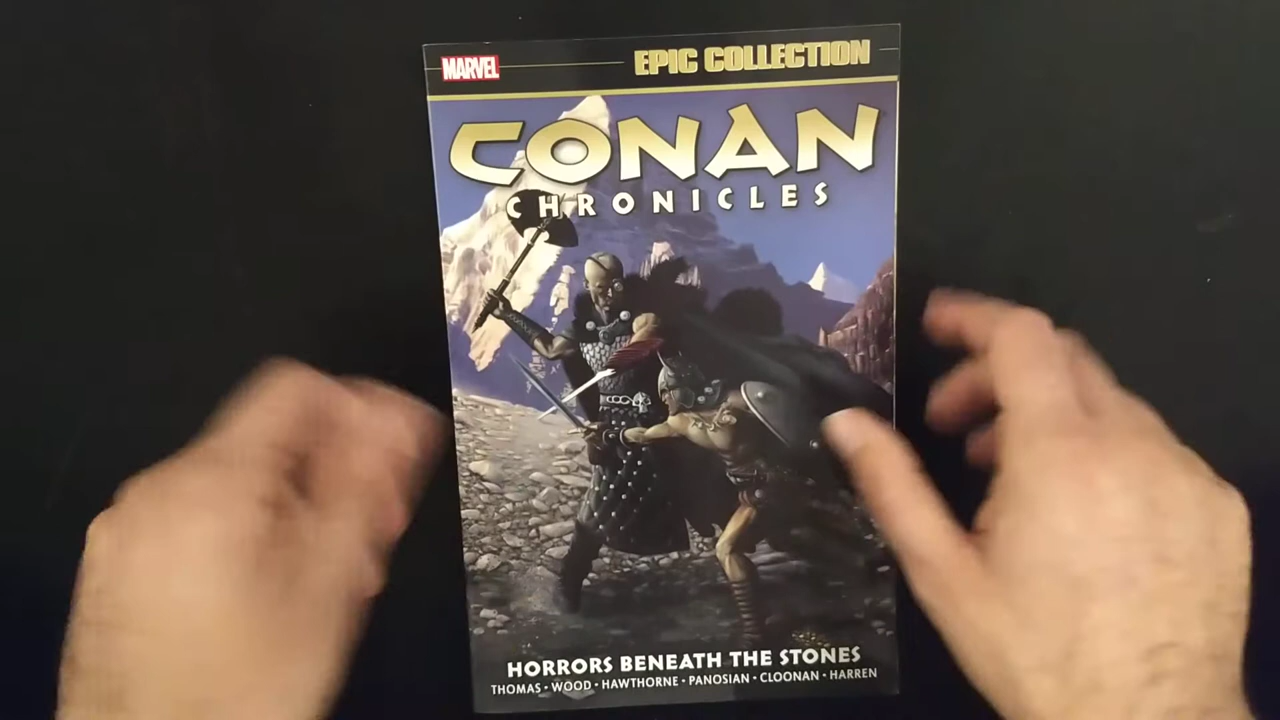 MARVEL
EPIC COLLECTION
CONAN
CHRONICLES
HORRORS BENEATH THE STONES
THOMAS • WOOD • HAWTHORNE • PANOSIAN • CLOONAN • HARREN